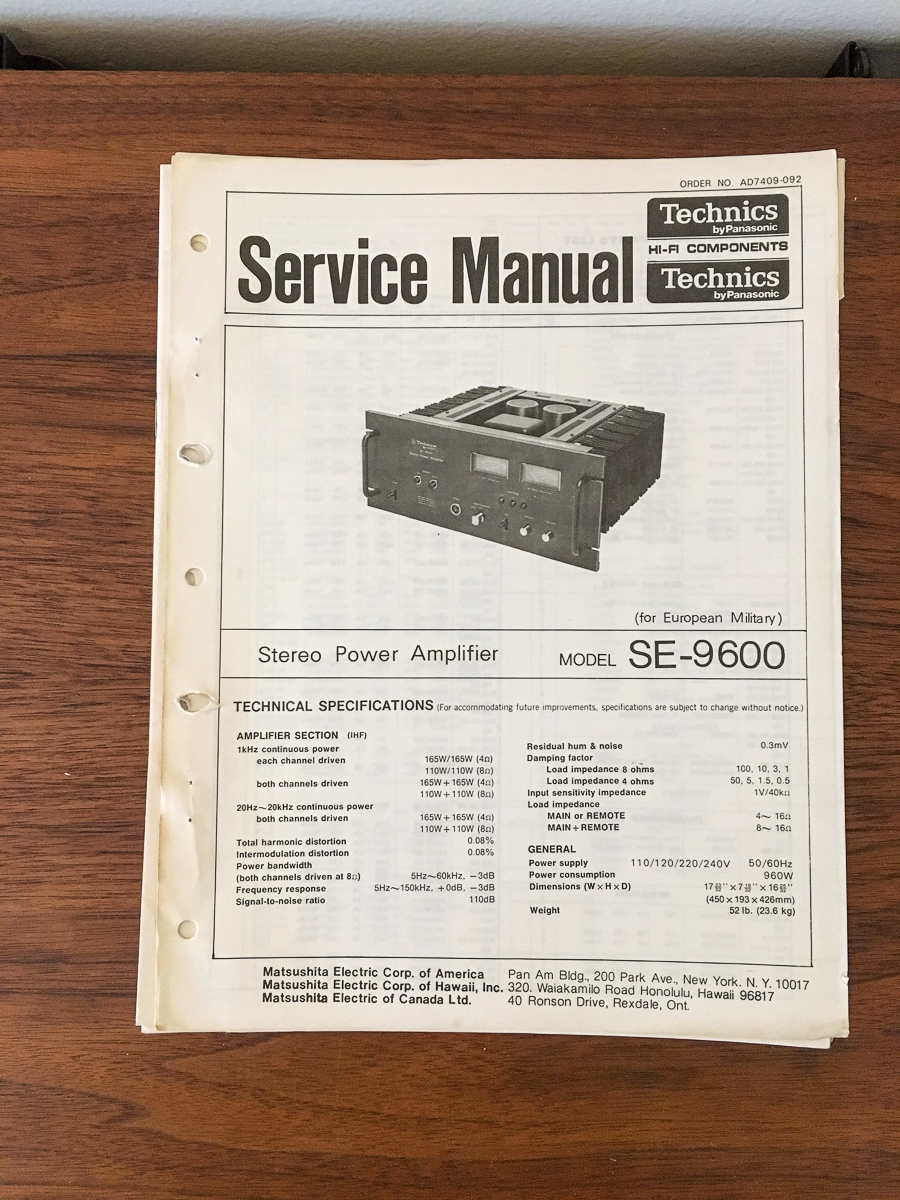 ORDER NO. AD7409-092
Service Manual
Technics
by Panasonic
HI-FI COMPONENTS
Technics
by Panasonic
Technics
(for European Military)
Stereo Power Amplifier MODEL SE-9600
TECHNICAL SPECIFICATIONS (For accommodating future improvements, specifications are subject to change without notice.)
AMPLIFIER SECTION (IHF)
1kHz continuous power
each channel driven 165W/165W (4Ω)
110W/110W (8Ω)
both channels driven 165W+165W (4Ω)
110W+110W (8Ω)
20Hz~20kHz continuous power
both channels driven 165W+165W (4Ω)
110W+110W (8Ω)
Total harmonic distortion 0.08%
Intermodulation distortion 0.08%
Power bandwidth
(both channels driven at 8Ω) 5Hz~60kHz, −3dB
Frequency response 5Hz~150kHz, +0dB, −3dB
Signal-to-noise ratio 110dB
Residual hum & noise 0.3mV
Damping factor
Load impedance 8 ohms 100, 10, 3, 1
Load impedance 4 ohms 50, 5, 1.5, 0.5
Input sensitivity impedance 1V/40kΩ
Load impedance
MAIN or REMOTE 4~ 16Ω
MAIN+REMOTE 8~ 16Ω
GENERAL
Power supply 110/120/220/240V 50/60Hz
Power consumption 960W
Dimensions (W×H×D)
(450×193×426mm)
Weight 52 lb. (23.6 kg)
Matsushita Electric Corp. of America Pan Am Bldg., 200 Park Ave., New York. N. Y. 10017
Matsushita Electric Corp. of Hawaii, Inc. 320. Waiakamilo Road Honolulu, Hawaii 96817
Matsushita Electric of Canada Ltd. 40 Ronson Drive, Rexdale, Ont.